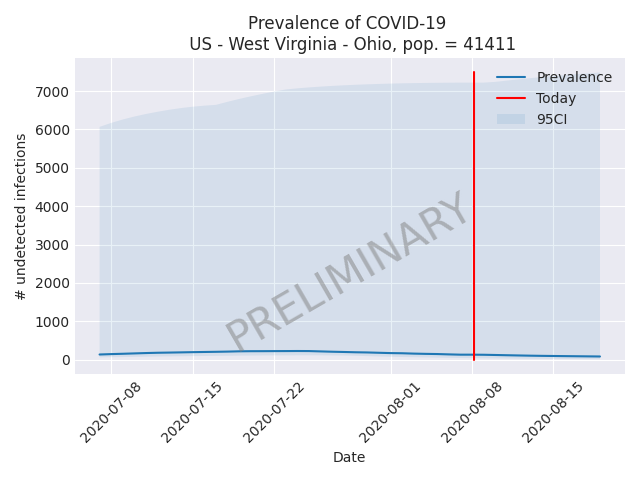 Prevalence of COVID-19
US - West Virginia - Ohio, pop. = 41411
Prevalence
Today
95CI
7000
6000
5000
4000
3000
2000
1000
0
# undetected infections
PRELIMINARY
2020-07-08
2020-07-15
2020-07-22
2020-08-01
2020-08-08
2020-08-15
Date